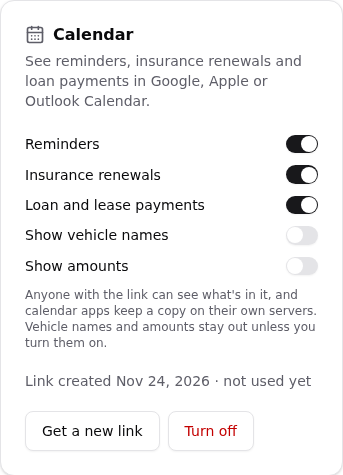 Calendar
See reminders, insurance renewals and
loan payments in Google, Apple or
Outlook Calendar.
Reminders
Insurance renewals
Loan and lease payments
Show vehicle names
Show amounts
Anyone with the link can see what's in it, and
calendar apps keep a copy on their own servers.
Vehicle names and amounts stay out unless you
turn them on.
Link created Nov 24, 2026 · not used yet
Get a new link
Turn off